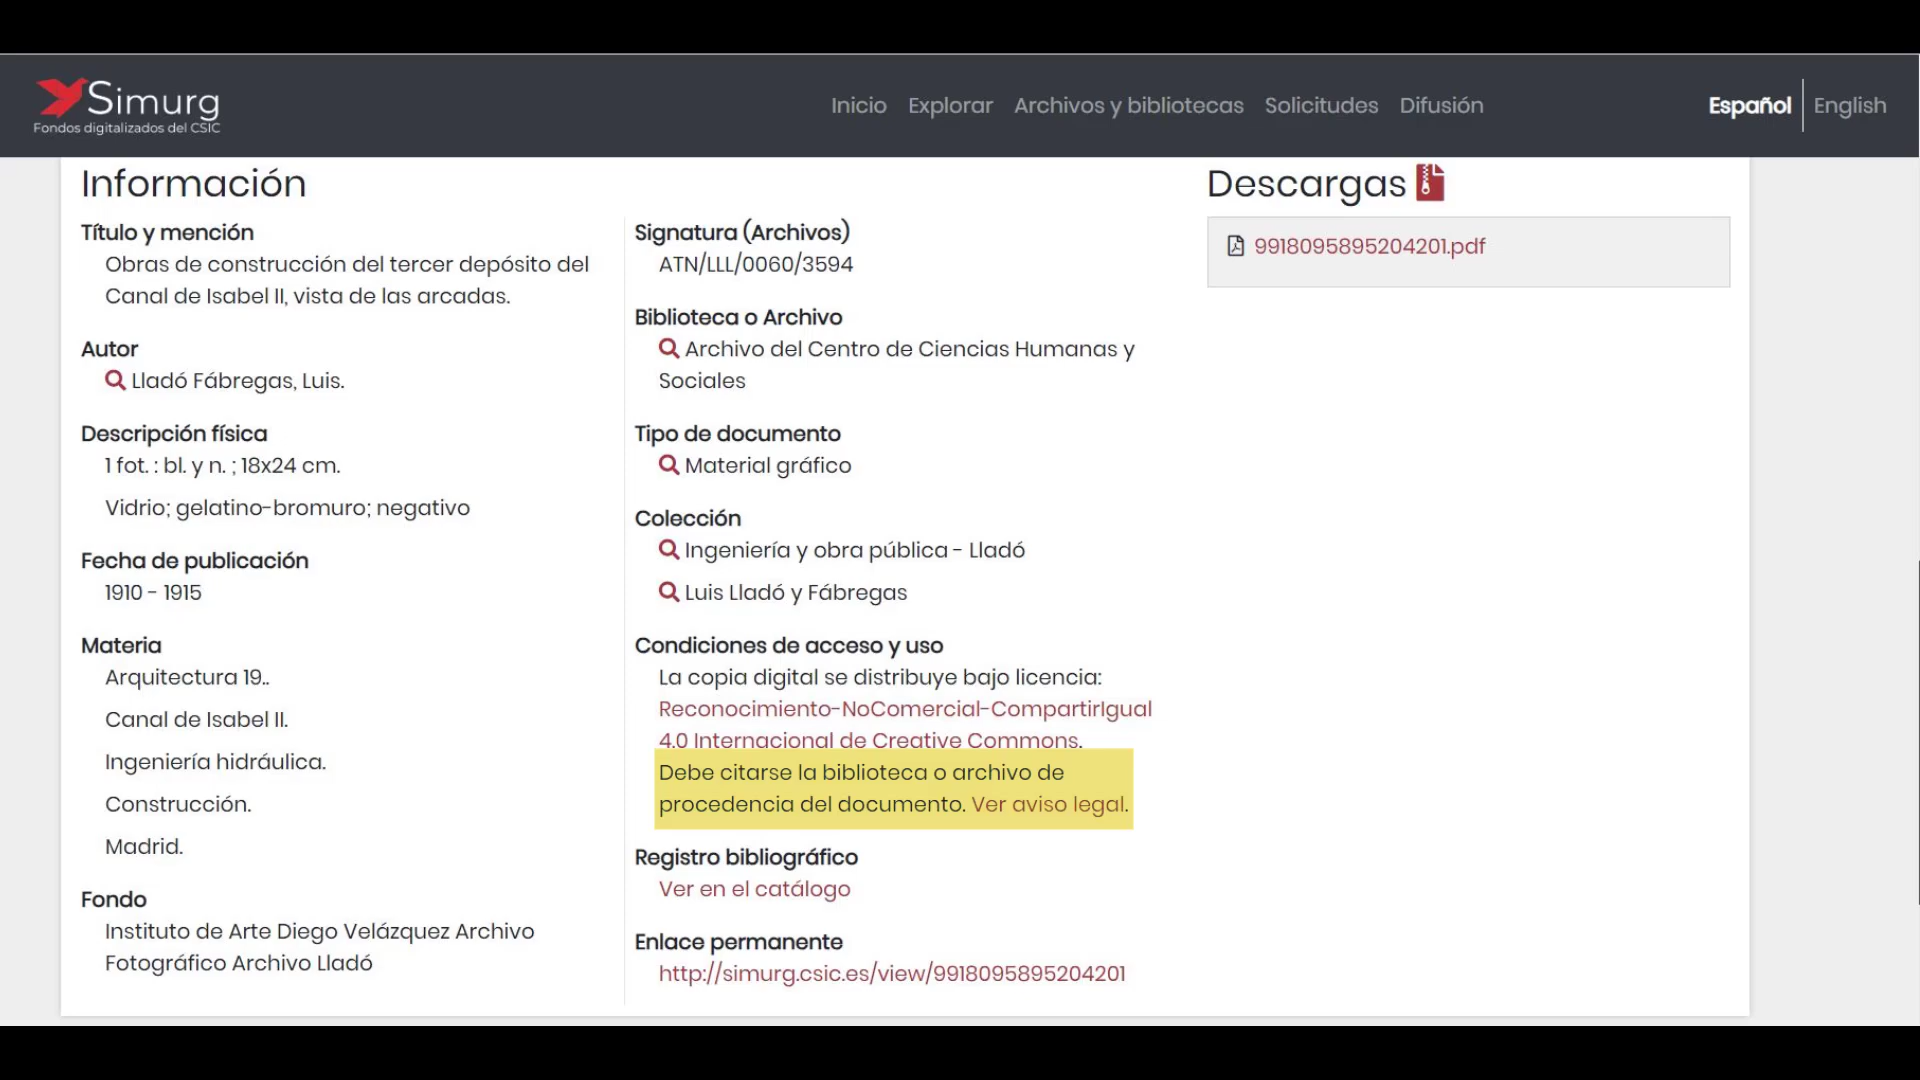 Simurg
Fondos digitalizados del CSIC
Inicio Explorar Archivos y bibliotecas Solicitudes Difusión
Español English
Información
Título y mención
Obras de construcción del tercer depósito del
Canal de Isabel II, vista de las arcadas.
Autor
Lladó Fábregas, Luis.
Descripción física
1 fot. : bl. y n. ; 18x24 cm.
Vidrio; gelatino-bromuro; negativo
Fecha de publicación
1910 - 1915
Materia
Arquitectura 19..
Canal de Isabel II.
Ingeniería hidráulica.
Construcción.
Madrid.
Fondo
Instituto de Arte Diego Velázquez Archivo
Fotográfico Archivo Lladó
Signatura (Archivos)
ATN/LLL/0060/3594
Biblioteca o Archivo
Archivo del Centro de Ciencias Humanas y
Sociales
Tipo de documento
Material gráfico
Colección
Ingeniería y obra pública - Lladó
Luis Lladó y Fábregas
Condiciones de acceso y uso
La copia digital se distribuye bajo licencia:
Reconocimiento-NoComercial-CompartirIgual
4.0 Internacional de Creative Commons.
Debe citarse la biblioteca o archivo de
procedencia del documento. Ver aviso legal.
Registro bibliográfico
Ver en el catálogo
Enlace permanente
http://simurg.csic.es/view/9918095895204201
Descargas
9918095895204201.pdf